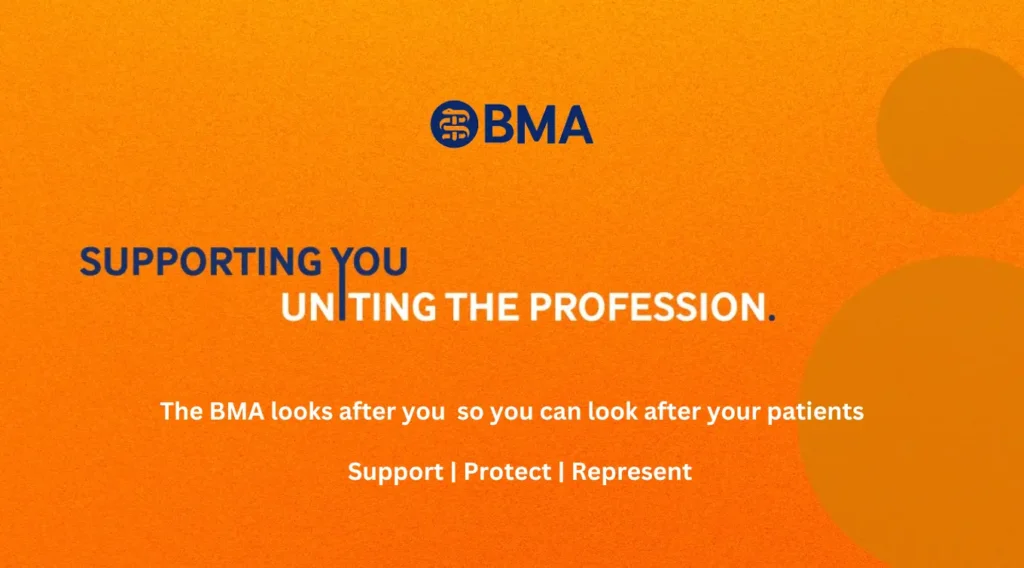 BMA
SUPPORTING YOU
UNITING THE PROFESSION.
The BMA looks after you  so you can look after your patients
Support | Protect | Represent